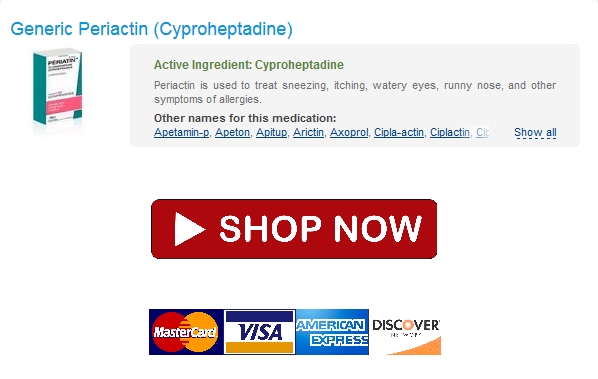 Generic Periactin (Cyproheptadine)
PERIATIN
Active Ingredient: Cyproheptadine
Periactin is used to treat sneezing, itching, watery eyes, runny nose, and other
symptoms of allergies.
Other names for this medication:
Apetamin-p, Apeton, Apitup, Arictin, Axoprol, Cipla-actin, Ciplactin, Cip
Show all
SHOP NOW
MasterCard
VISA
AMERICAN
EXPRESS
DISCOVER
NETWORK